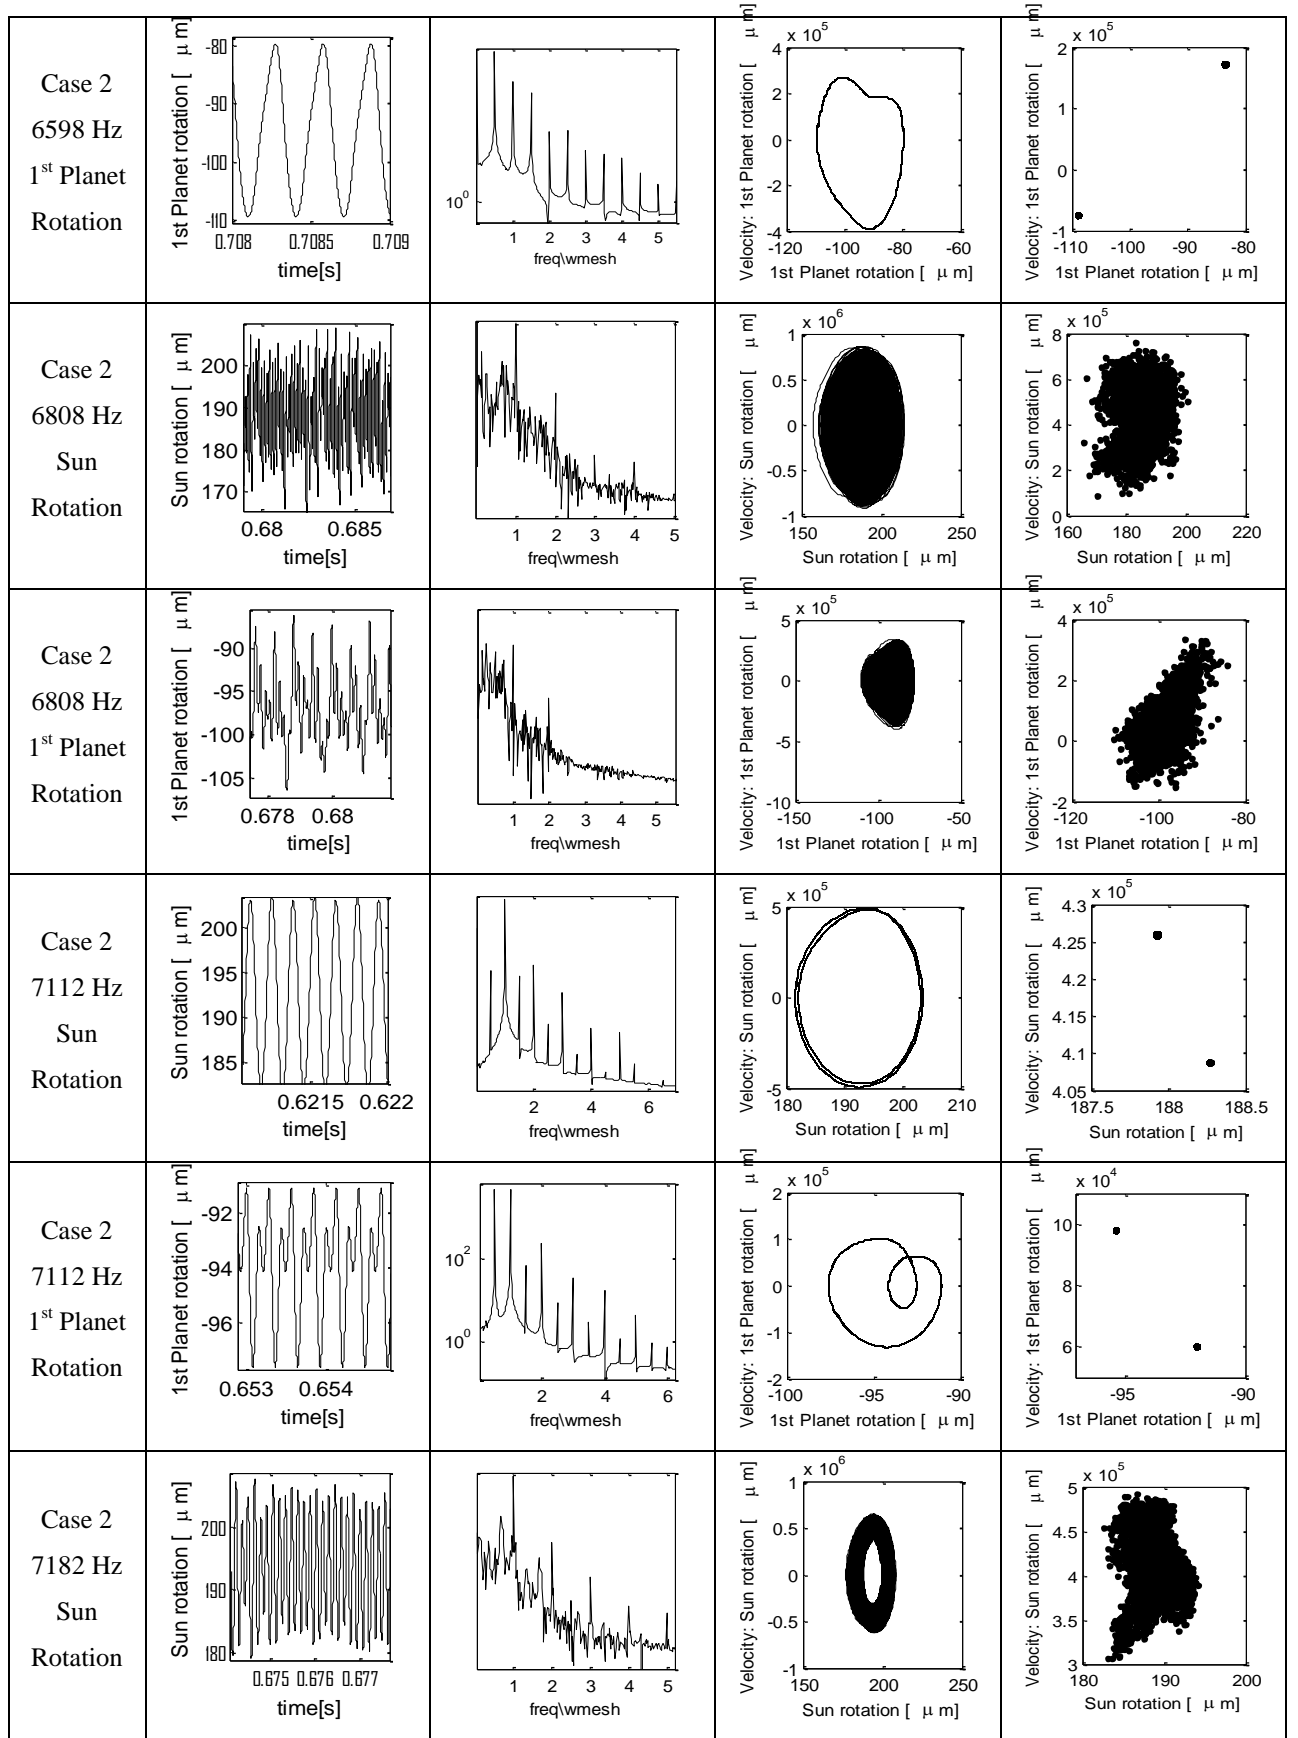 Case 2
6598 Hz
1st Planet
Rotation
1st Planet rotation [ μ m]
-80
-90
-100
-110
0.708
0.7085
0.709
time[s]
10^0
1
2
3
4
5
freq\wmesh
Velocity: 1st Planet rotation [ μ m]
x 10^5
4
2
0
-2
-4
-120
-100
-80
-60
1st Planet rotation [ μ m]
Velocity: 1st Planet rotation [ μ m]
x 10^5
2
1
0
-1
-110
-100
-90
-80
1st Planet rotation [ μ m]
Case 2
6808 Hz
Sun
Rotation
Sun rotation [ μ m]
200
190
180
170
0.68
0.685
time[s]
1
2
3
4
5
freq\wmesh
Velocity: Sun rotation [ μ m]
x 10^6
1
0.5
0
-0.5
-1
150
200
250
Sun rotation [ μ m]
Velocity: Sun rotation [ μ m]
x 10^5
8
6
4
2
0
160
180
200
220
Sun rotation [ μ m]
Case 2
6808 Hz
1st Planet
Rotation
1st Planet rotation [ μ m]
-90
-95
-100
-105
0.678
0.68
time[s]
1
2
3
4
5
freq\wmesh
Velocity: 1st Planet rotation [ μ m]
x 10^5
5
0
-5
-10
-150
-100
-50
1st Planet rotation [ μ m]
Velocity: 1st Planet rotation [ μ m]
x 10^5
4
2
0
-2
-120
-100
-80
1st Planet rotation [ μ m]
Case 2
7112 Hz
Sun
Rotation
Sun rotation [ μ m]
200
195
190
185
0.6215
0.622
time[s]
2
4
6
freq\wmesh
Velocity: Sun rotation [ μ m]
x 10^5
5
0
-5
180
190
200
210
Sun rotation [ μ m]
Velocity: Sun rotation [ μ m]
x 10^5
4.3
4.25
4.2
4.15
4.1
4.05
187.5
188
188.5
Sun rotation [ μ m]
Case 2
7112 Hz
1st Planet
Rotation
1st Planet rotation [ μ m]
-92
-94
-96
0.653
0.654
time[s]
10^2
10^0
2
4
6
freq\wmesh
Velocity: 1st Planet rotation [ μ m]
x 10^5
2
1
0
-1
-2
-100
-95
-90
1st Planet rotation [ μ m]
Velocity: 1st Planet rotation [ μ m]
x 10^4
10
8
6
-95
-90
1st Planet rotation [ μ m]
Case 2
7182 Hz
Sun
Rotation
Sun rotation [ μ m]
200
190
180
0.675
0.676
0.677
time[s]
1
2
3
4
5
freq\wmesh
Velocity: Sun rotation [ μ m]
x 10^6
1
0.5
0
-0.5
-1
150
200
250
Sun rotation [ μ m]
Velocity: Sun rotation [ μ m]
x 10^5
5
4.5
4
3.5
3
180
190
200
Sun rotation [ μ m]